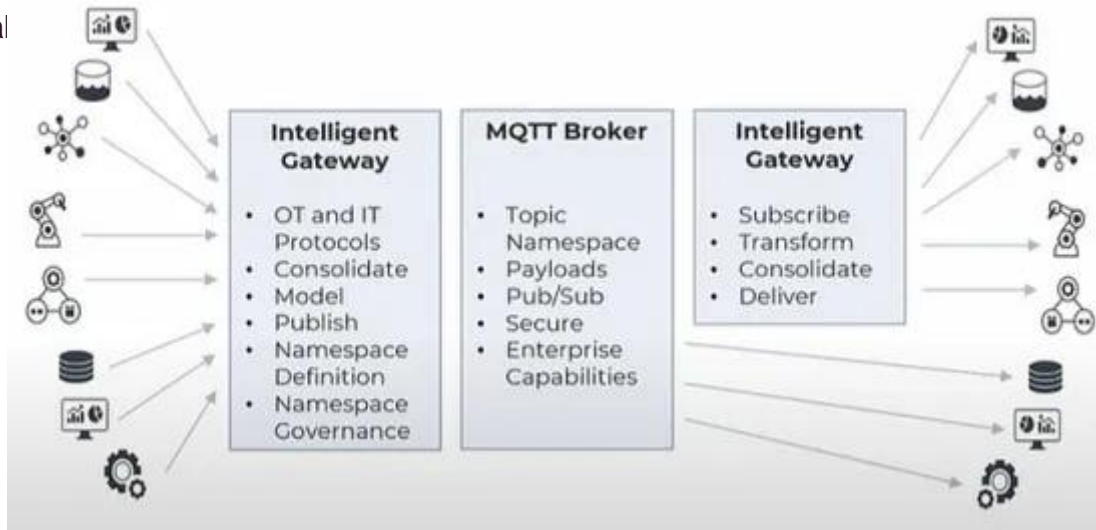 al
Intelligent
Gateway
• OT and IT
Protocols
• Consolidate
• Model
• Publish
• Namespace
Definition
• Namespace
Governance
MQTT Broker
• Topic
Namespace
• Payloads
• Pub/Sub
• Secure
• Enterprise
Capabilities
Intelligent
Gateway
• Subscribe
• Transform
• Consolidate
• Deliver